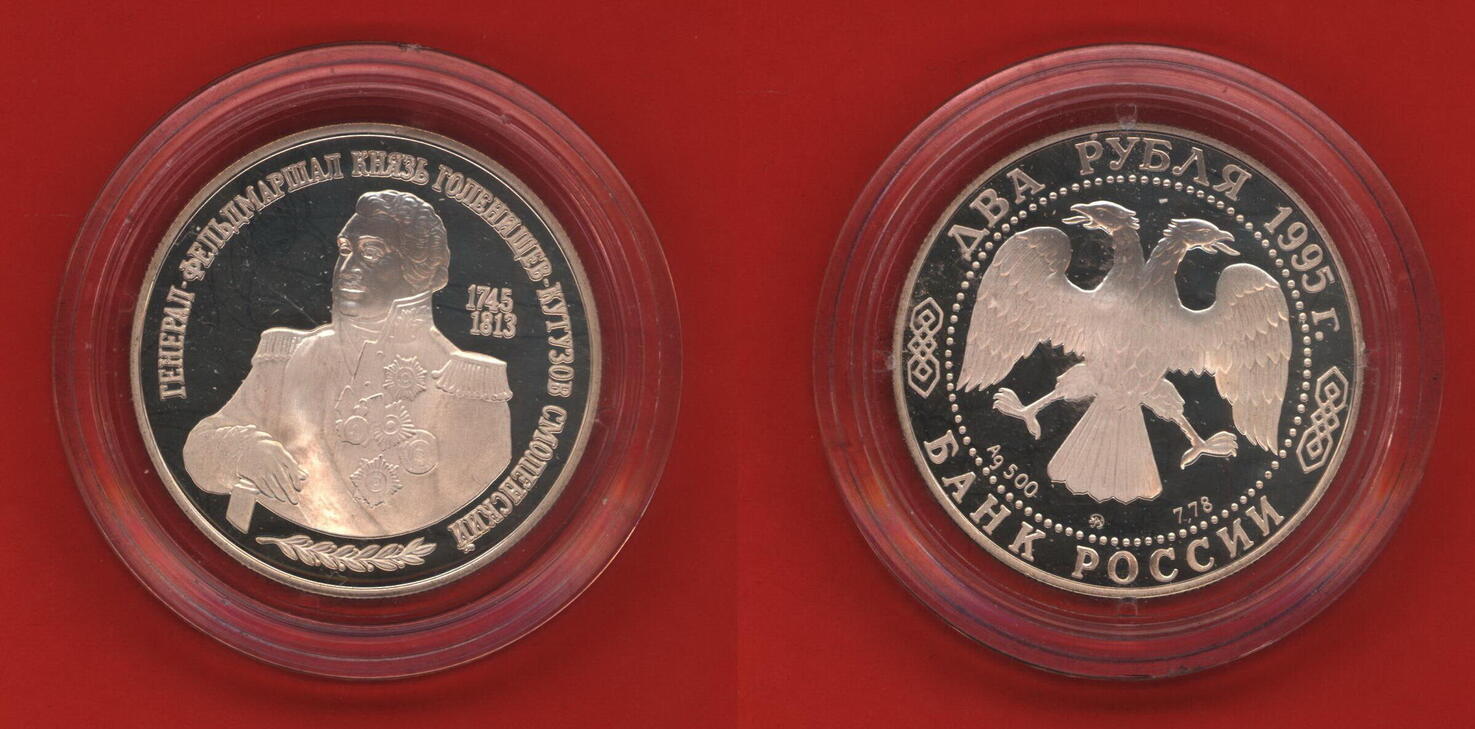 ГЕНЕРАЛ-ФЕЛЬДМАРШАЛ КНЯЗЬ ГОЛЕНИЩЕВ-КУТУЗОВ СМОЛЕНСКИЙ
1745
1813
ДВА РУБЛЯ 1995 г.
Ag 500
7,78
БАНК РОССИИ